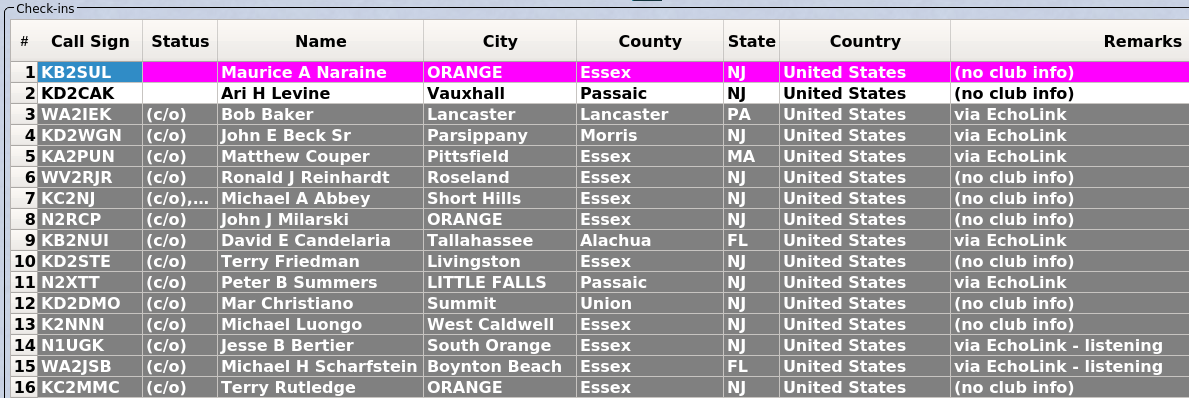 Check-ins
# Call Sign Status Name City County State Country Remarks
1 KB2SUL Maurice A Naraine ORANGE Essex NJ United States (no club info)
2 KD2CAK Ari H Levine Vauxhall Passaic NJ United States (no club info)
3 WA2IEK (c/o) Bob Baker Lancaster Lancaster PA United States via EchoLink
4 KD2WGN (c/o) John E Beck Sr Parsippany Morris NJ United States via EchoLink
5 KA2PUN (c/o) Matthew Couper Pittsfield Essex MA United States via EchoLink
6 WV2RJR (c/o) Ronald J Reinhardt Roseland Essex NJ United States (no club info)
7 KC2NJ (c/o),... Michael A Abbey Short Hills Essex NJ United States (no club info)
8 N2RCP (c/o) John J Milarski ORANGE Essex NJ United States (no club info)
9 KB2NUI (c/o) David E Candelaria Tallahassee Alachua FL United States via EchoLink
10 KD2STE (c/o) Terry Friedman Livingston Essex NJ United States (no club info)
11 N2XTT (c/o) Peter B Summers LITTLE FALLS Passaic NJ United States via EchoLink
12 KD2DMO (c/o) Mar Christiano Summit Union NJ United States (no club info)
13 K2NNN (c/o) Michael Luongo West Caldwell Essex NJ United States (no club info)
14 N1UGK (c/o) Jesse B Bertier South Orange Essex NJ United States via EchoLink - listening
15 WA2JSB (c/o) Michael H Scharfstein Boynton Beach Essex FL United States via EchoLink - listening
16 KC2MMC (c/o) Terry Rutledge ORANGE Essex NJ United States (no club info)